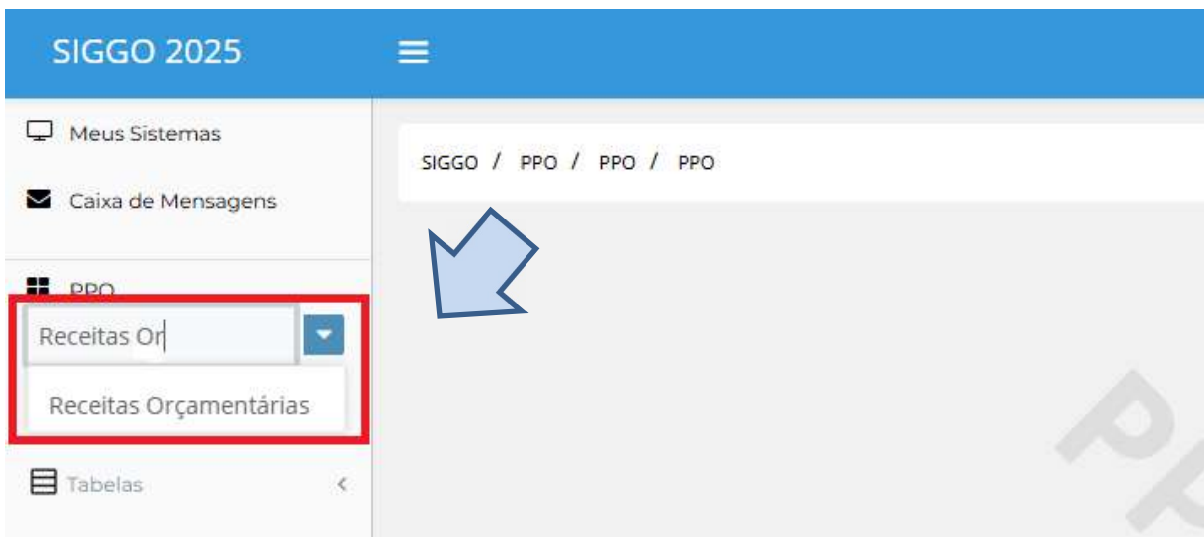 SIGGO 2025
Meus Sistemas
Caixa de Mensagens
SIGGO / PPO / PPO / PPO
PPO
Receitas Or
Receitas Orçamentárias
Tabelas